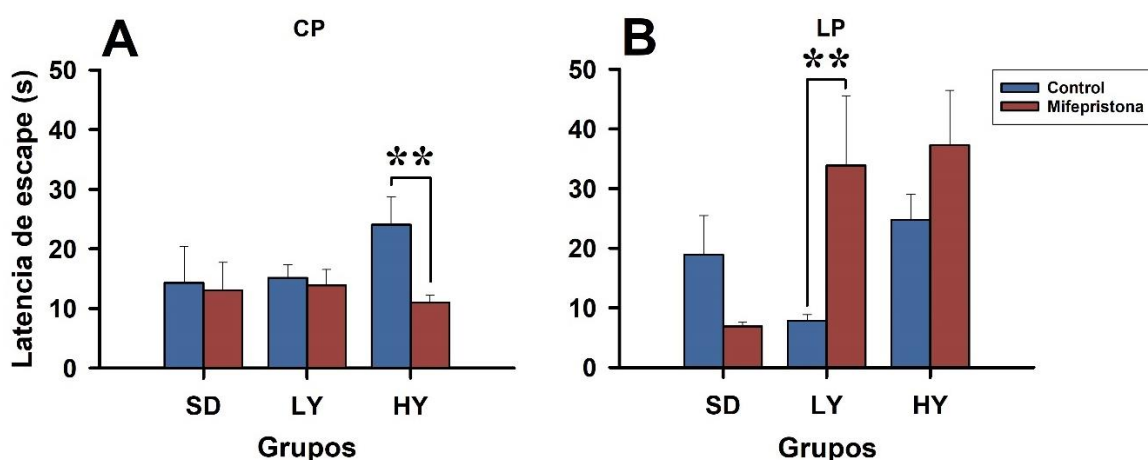 A
CP
Latencia de escape (s)
50
40
30
20
10
0
**
SD LY HY
Grupos
B
LP
50
40
30
20
10
0
**
SD LY HY
Grupos
Control
Mifepristona